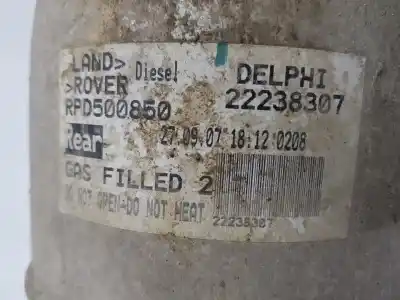 >LAND>
>ROVER
Diesel
DELPHI
RPD500850
22238307
Rear
27.09.07 18:12 0208
GAS FILLED 2
DO NOT OPEN-DO NOT HEAT
22238307